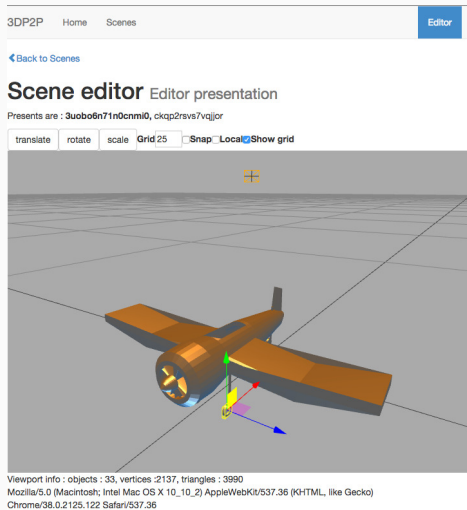 3DP2P Home Scenes Editor
Back to Scenes
Scene editor Editor presentation
Presents are : 3uobo6n71n0cnmi0, ckqp2rsvs7vqjjor
translate rotate scale Grid 25 Snap Local Show grid
Viewport info : objects : 33, vertices :2137, triangles : 3990
Mozilla/5.0 (Macintosh; Intel Mac OS X 10_10_2) AppleWebKit/537.36 (KHTML, like Gecko)
Chrome/38.0.2125.122 Safari/537.36